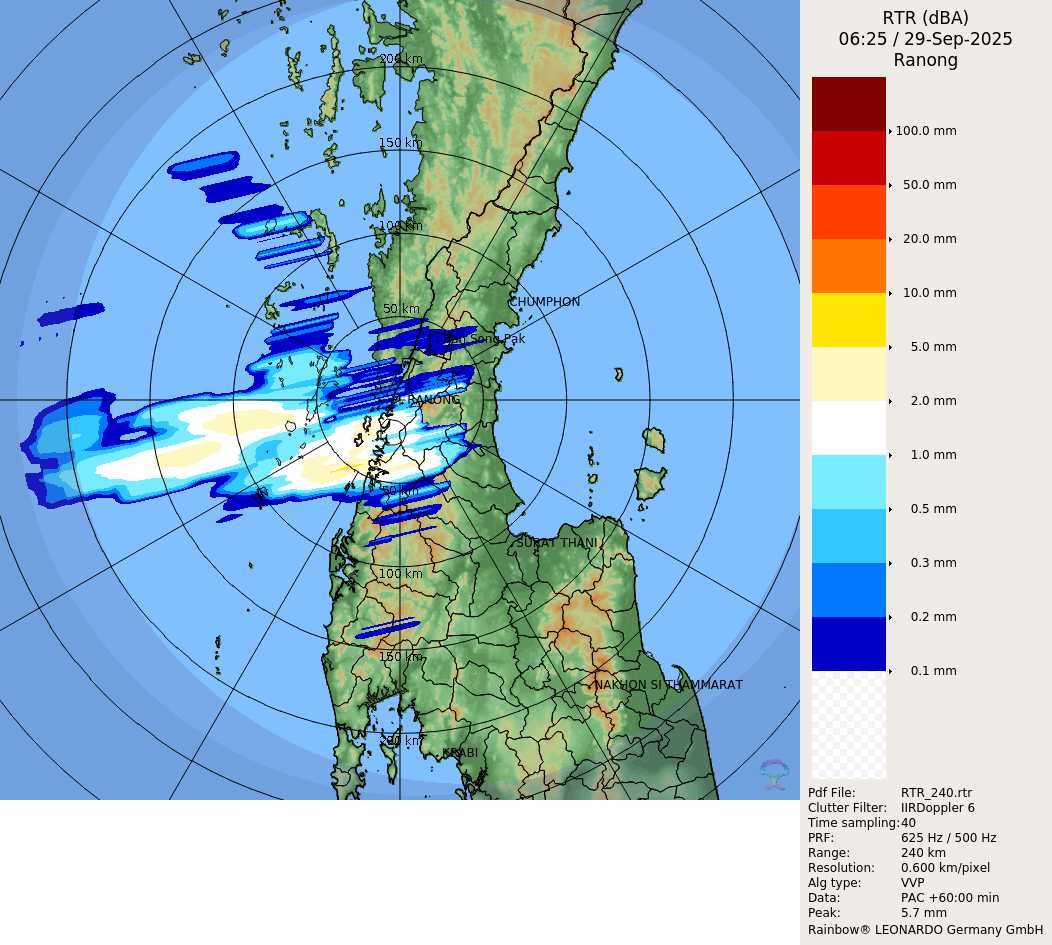 RTR (dBA)
06:25 / 29-Sep-2025
Ranong
200 km
150 km
100 km
50 km
CHUMPHON
Song Pak
RANONG
50 km
SURAT THANI
100 km
150 km
NAKHON SI THAMMARAT
200 km
KRABI
100.0 mm
50.0 mm
20.0 mm
10.0 mm
5.0 mm
2.0 mm
1.0 mm
0.5 mm
0.3 mm
0.2 mm
0.1 mm
Pdf File: RTR_240.rtr
Clutter Filter: IIRDoppler 6
Time sampling: 40
PRF: 625 Hz / 500 Hz
Range: 240 km
Resolution: 0.600 km/pixel
Alg type: VVP
Data: PAC +60:00 min
Peak: 5.7 mm
Rainbow® LEONARDO Germany GmbH